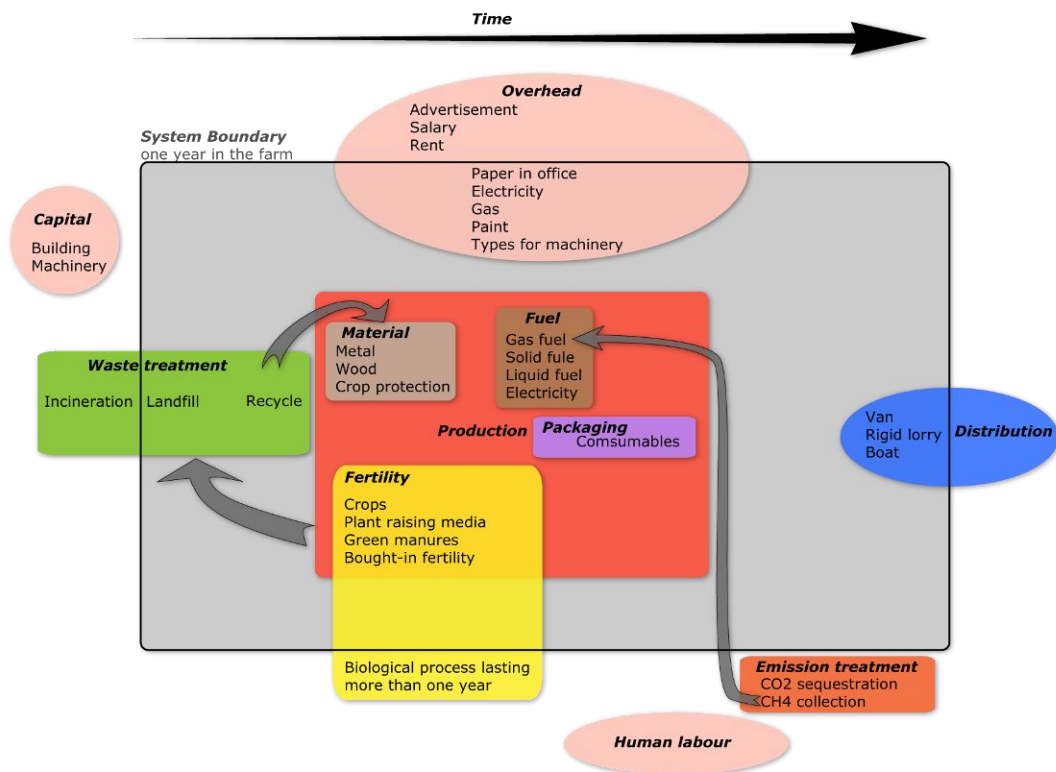 Time
Overhead
Advertisement
Salary
Rent
System Boundary
one year in the farm
Paper in office
Electricity
Gas
Paint
Types for machinery
Capital
Building
Machinery
Material
Metal
Wood
Crop protection
Fuel
Gas fuel
Solid fule
Liquid fuel
Electricity
Waste treatment
Incineration
Landfill
Recycle
Production
Packaging
Comsumables
Van
Rigid lorry
Boat
Distribution
Fertility
Crops
Plant raising media
Green manures
Bought-in fertility
Biological process lasting
more than one year
Emission treatment
CO2 sequestration
CH4 collection
Human labour